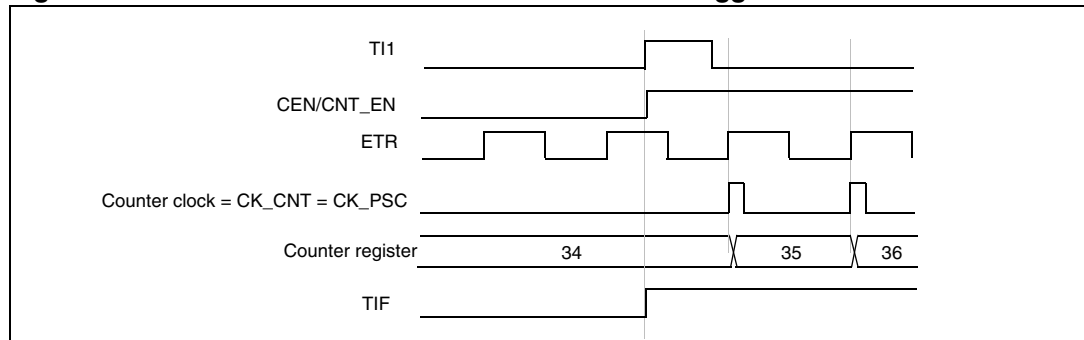 TI1
CEN/CNT_EN
ETR
Counter clock = CK_CNT = CK_PSC
Counter register 34 35 36
TIF